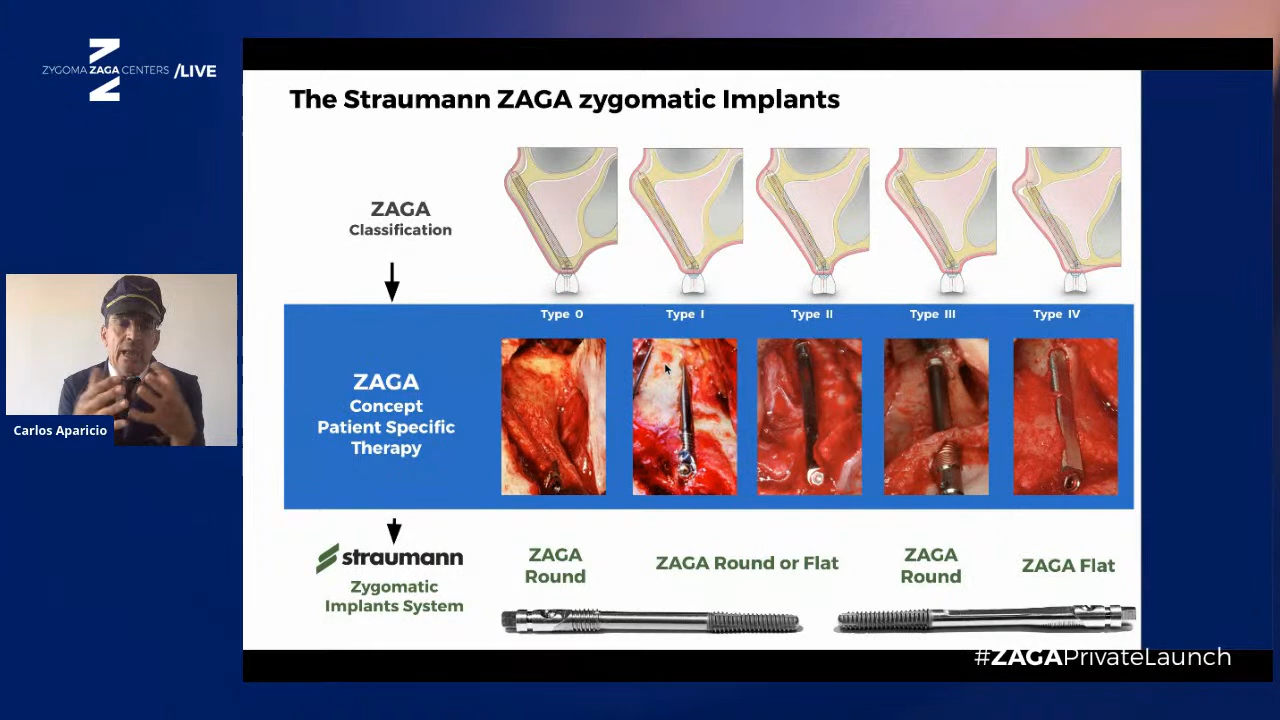 ZYGOMA ZAGA CENTERS /LIVE
The Straumann ZAGA zygomatic Implants
ZAGA
Classification
Type 0
Type I
Type II
Type III
Type IV
ZAGA
Concept
Patient Specific
Therapy
Carlos Aparicio
straumann
Zygomatic
Implants System
ZAGA
Round
ZAGA Round or Flat
ZAGA
Round
ZAGA Flat
#ZAGAPrivateLaunch